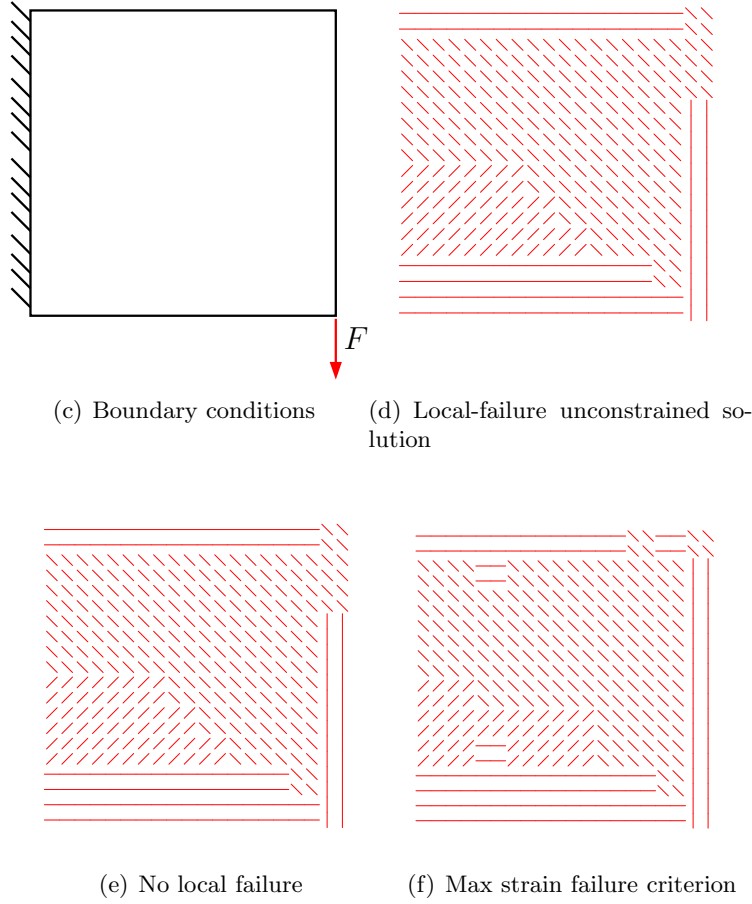 F
(c) Boundary conditions
(d) Local-failure unconstrained so-
lution
(e) No local failure
(f) Max strain failure criterion